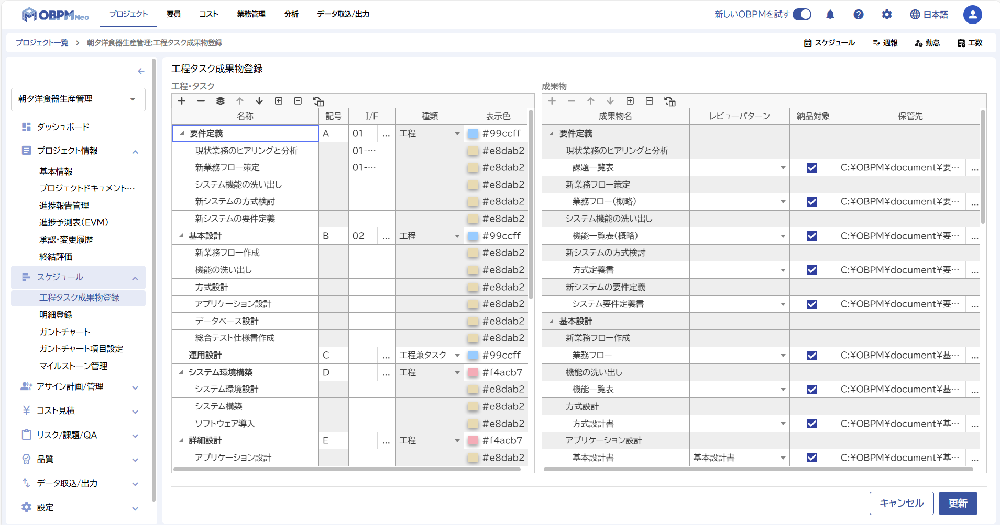 OBPM Neo プロジェクト 要員 コスト 業務管理 分析 データ取込/出力 新しいOBPMを試す 日本語
プロジェクト一覧 > 朝夕洋食器生産管理:工程タスク成果物登録 スケジュール 週報 勤怠 工数
朝夕洋食器生産管理
ダッシュボード
プロジェクト情報
基本情報
プロジェクトドキュメント…
進捗報告管理
進捗予測表(EVM)
承認・変更履歴
終結評価
スケジュール
工程タスク成果物登録
明細登録
ガントチャート
ガントチャート項目設定
マイルストーン管理
アサイン計画/管理
コスト見積
リスク/課題/QA
品質
データ取込/出力
設定
工程タスク成果物登録
工程・タスク
名称 記号 I/F 種類 表示色
要件定義 A 01 ... 工程 #99ccff
現状業務のヒアリングと分析 01-… #e8dab2
新業務フロー策定 01-… #e8dab2
システム機能の洗い出し #e8dab2
新システムの方式検討 #e8dab2
新システムの要件定義 #e8dab2
基本設計 B 02 ... 工程 #99ccff
新業務フロー作成 #e8dab2
機能の洗い出し #e8dab2
方式設計 #e8dab2
アプリケーション設計 #e8dab2
データベース設計 #e8dab2
総合テスト仕様書作成 #e8dab2
運用設計 C ... 工程兼タスク #99ccff
システム環境構築 D ... 工程 #f4acb7
システム環境設計 #e8dab2
システム構築 #e8dab2
ソフトウェア導入 #e8dab2
詳細設計 E ... 工程 #f4acb7
アプリケーション設計 #e8dab2
成果物
成果物名 レビューパターン 納品対象 保管先
要件定義
現状業務のヒアリングと分析
課題一覧表 C:¥OBPM¥document¥要… ...
新業務フロー策定
業務フロー(概略) C:¥OBPM¥document¥要… ...
システム機能の洗い出し
機能一覧表(概略) C:¥OBPM¥document¥要… ...
新システムの方式検討
方式定義書 C:¥OBPM¥document¥要… ...
新システムの要件定義
システム要件定義書 C:¥OBPM¥document¥要… ...
基本設計
新業務フロー作成
業務フロー C:¥OBPM¥document¥基… ...
機能の洗い出し
機能一覧表 C:¥OBPM¥document¥基… ...
方式設計
方式設計書 C:¥OBPM¥document¥基… ...
アプリケーション設計
基本設計書 基本設計書 C:¥OBPM¥document¥基… ...
キャンセル 更新